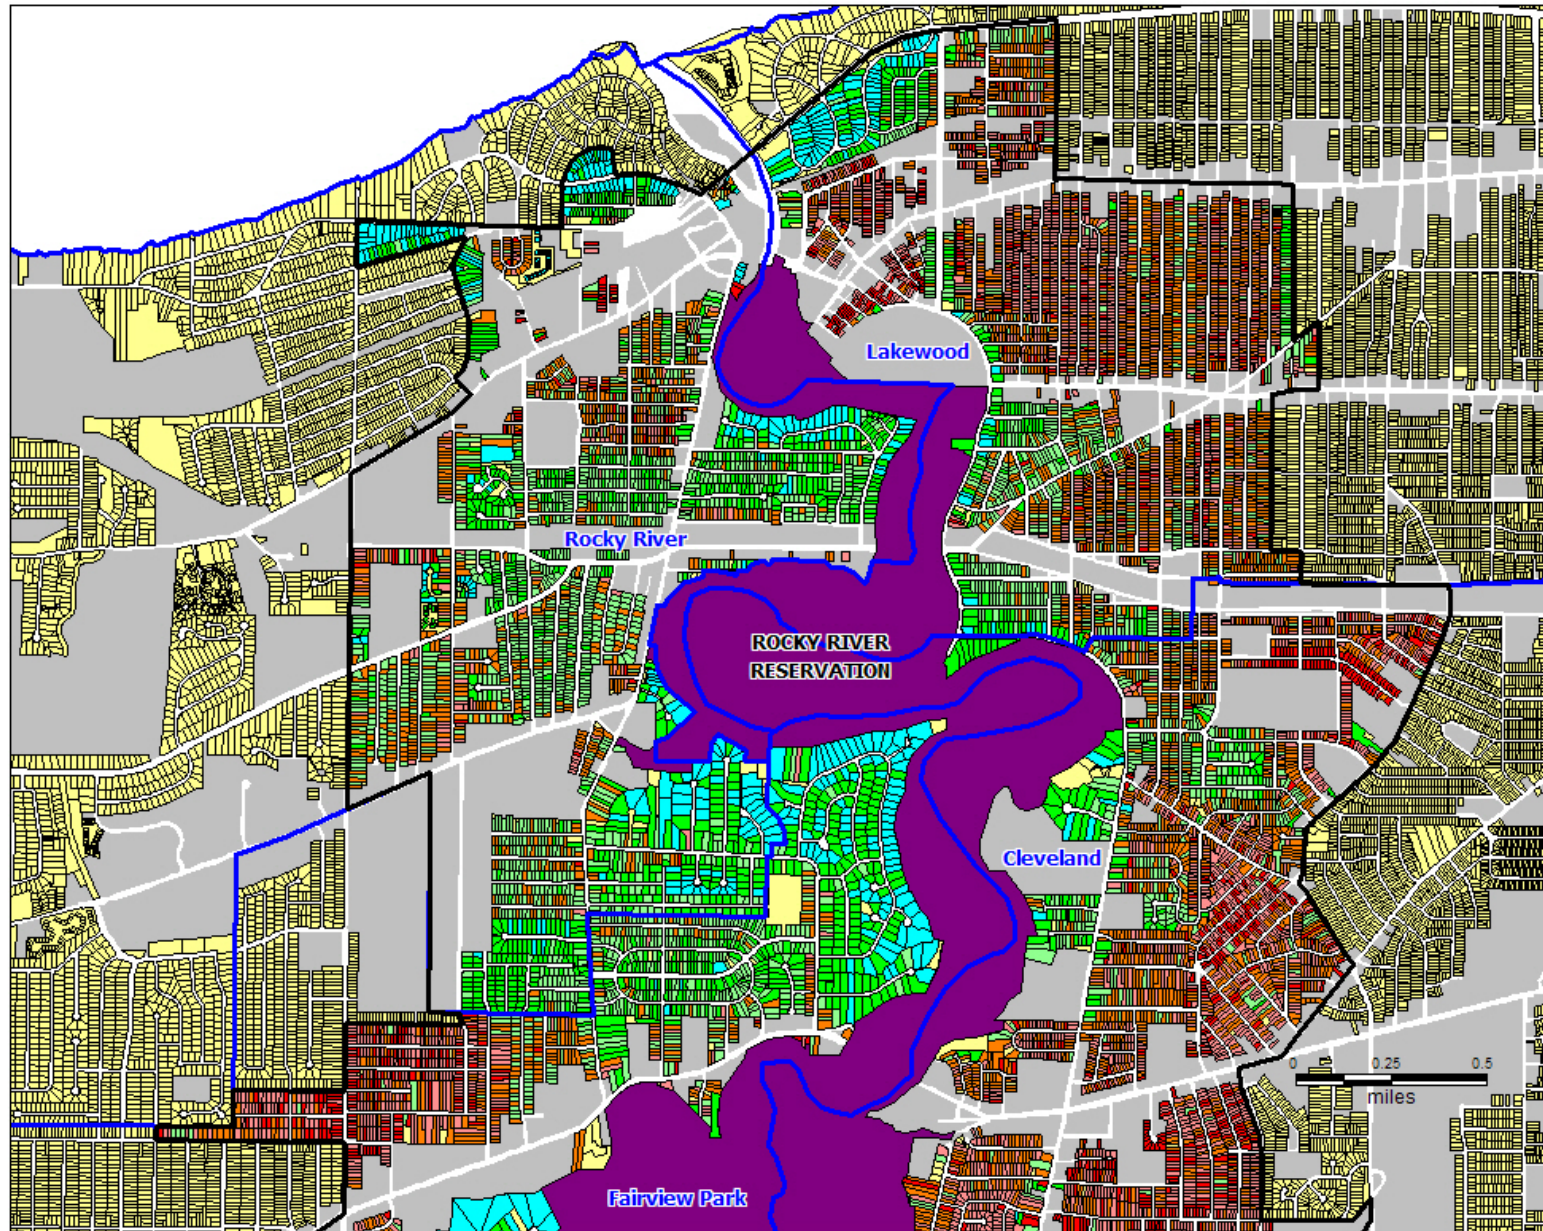 Lakewood
Rocky River
ROCKY RIVER
RESERVATION
Cleveland
0 0.25 0.5
miles
Fairview Park